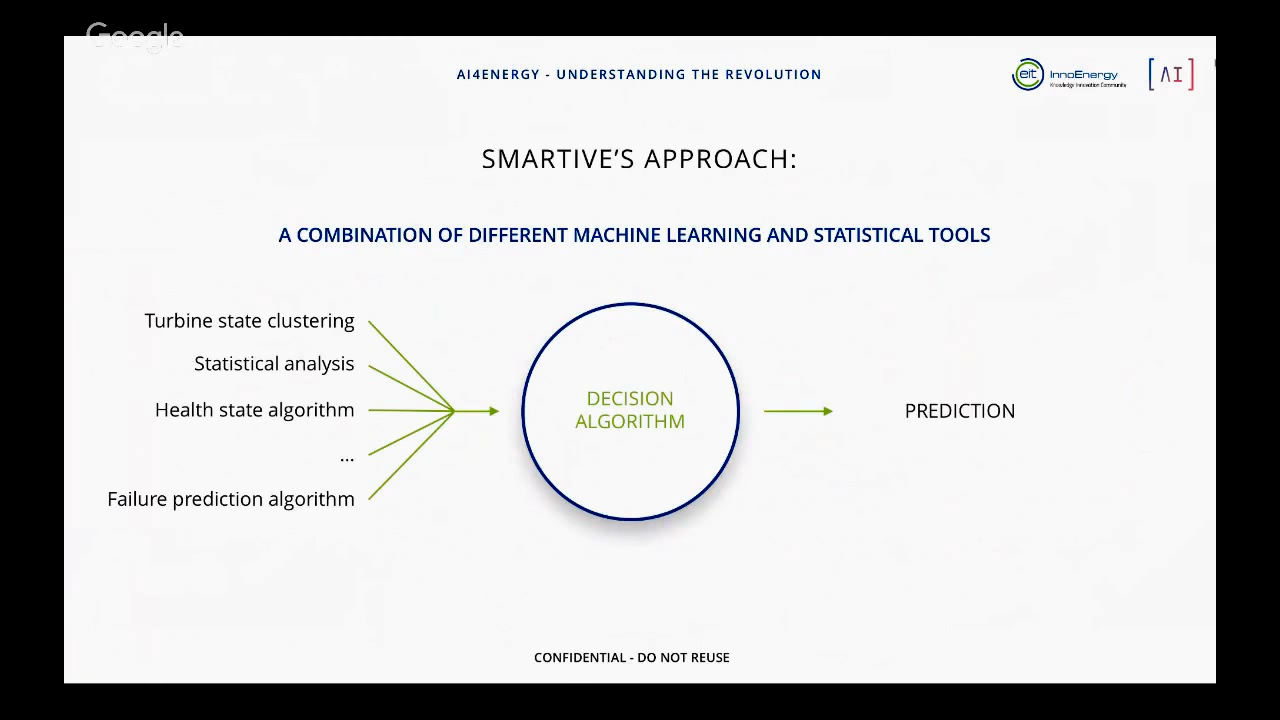 Google
AI4ENERGY - UNDERSTANDING THE REVOLUTION
eit InnoEnergy
Knowledge Innovation Community
[AI]
SMARTIVE’S APPROACH:
A COMBINATION OF DIFFERENT MACHINE LEARNING AND STATISTICAL TOOLS
Turbine state clustering
Statistical analysis
Health state algorithm
...
Failure prediction algorithm
DECISION
ALGORITHM
PREDICTION
CONFIDENTIAL - DO NOT REUSE